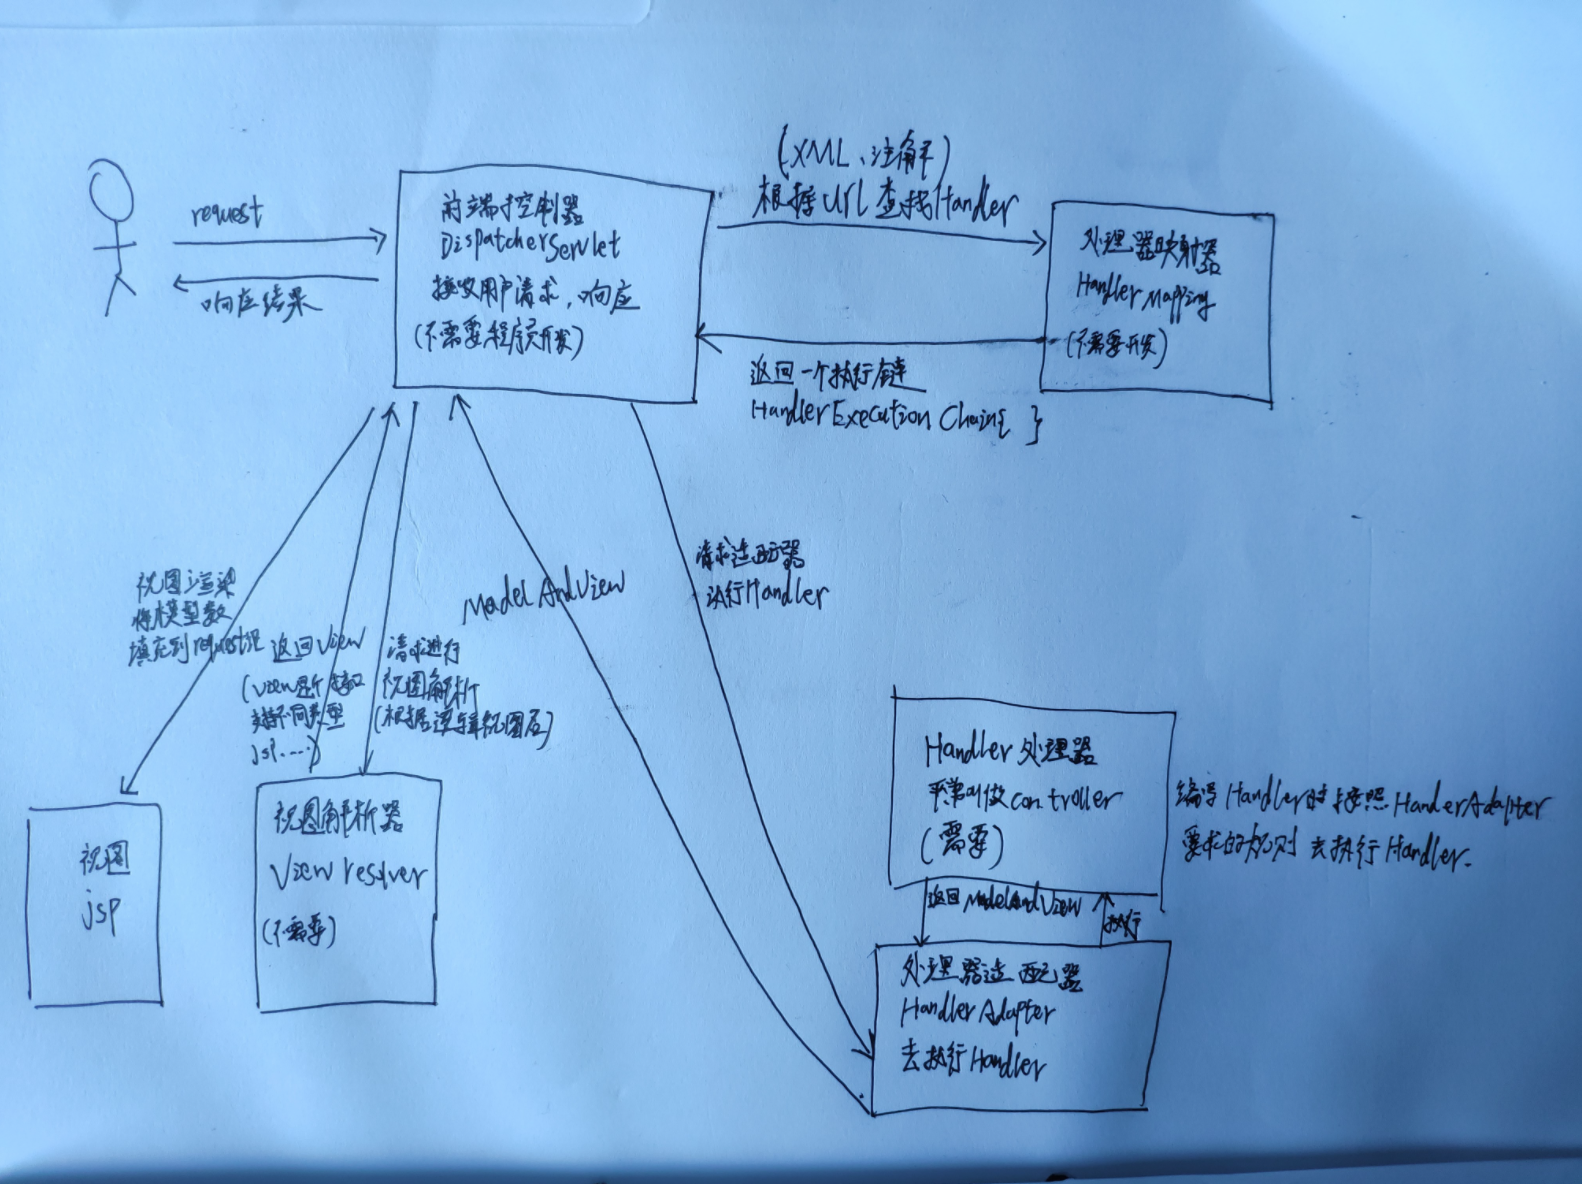 request
响应结果
前端控制器
DispatcherServlet
接收用户请求,响应
(不需要程序员开发)
(XML、注解)
根据url查找Handler
处理器映射器
Handler Mapping
(不需要开发)
返回一个执行链
HandlerExecution Chain{ }
视图渲染
将模型数
填充到request域
返回View
(View是个接口
支持不同类型
jsp....)
请求进行
视图解析
(根据逻辑视图名)
ModelAndView
请求适配器
执行Handler
视图
jsp
视图解析器
View resolver
(不需要)
Handler处理器
平常叫做controller
(需要)
编写Handler时按照HanderAdapter
要求的规则去执行Handler.
返回ModelAndView
执行
处理器适配器
HandlerAdapter
去执行Handler